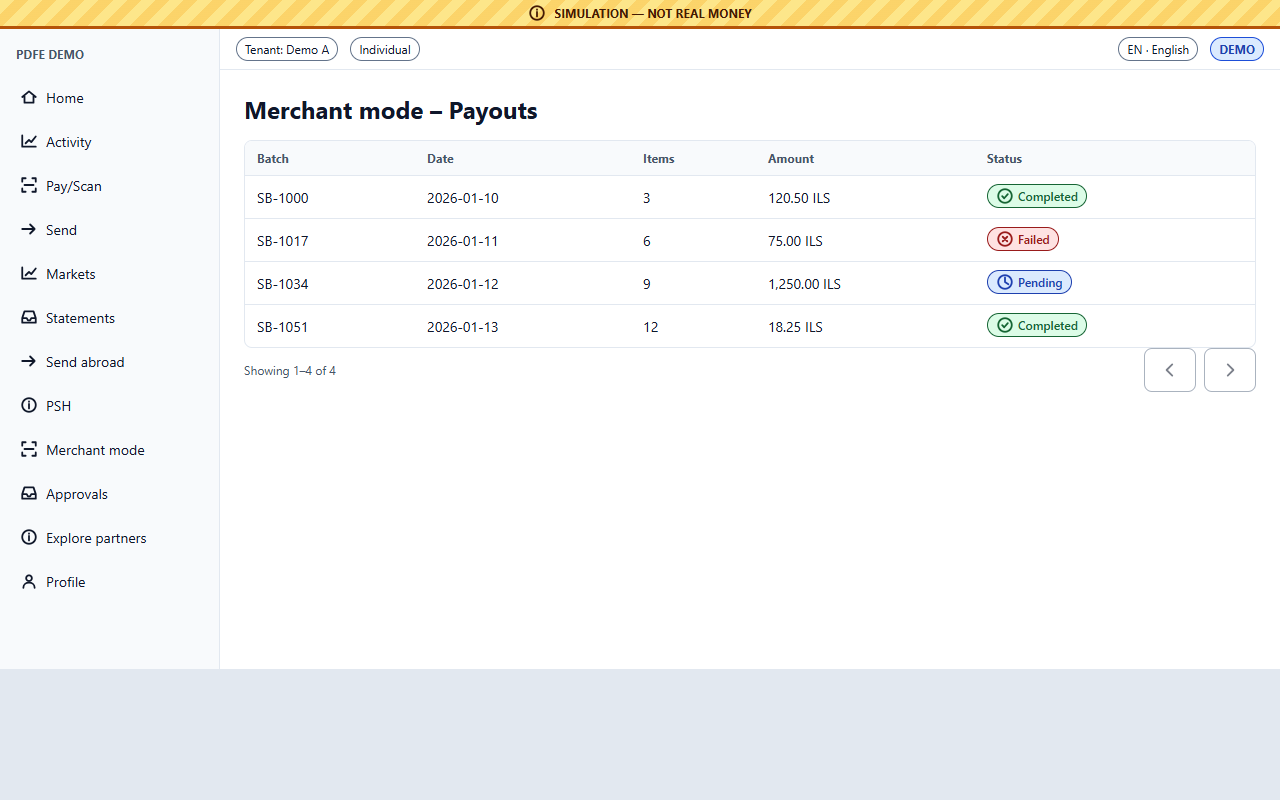 SIMULATION — NOT REAL MONEY
PDFE DEMO
Tenant: Demo A
Individual
EN · English
DEMO
Home
Activity
Pay/Scan
Send
Markets
Statements
Send abroad
PSH
Merchant mode
Approvals
Explore partners
Profile
Merchant mode – Payouts
Batch Date Items Amount Status
SB-1000 2026-01-10 3 120.50 ILS Completed
SB-1017 2026-01-11 6 75.00 ILS Failed
SB-1034 2026-01-12 9 1,250.00 ILS Pending
SB-1051 2026-01-13 12 18.25 ILS Completed
Showing 1–4 of 4